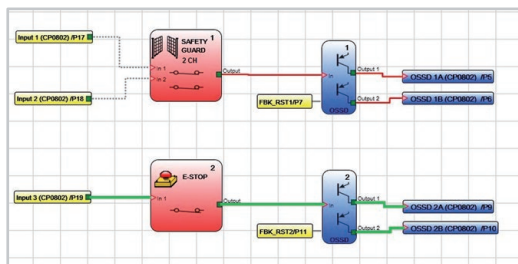 Input 1 (CP0802) /P17
Input 2 (CP0802) /P18
SAFETY 1
GUARD
2 CH
In 1
In 2
Output
1
In
Output 1
Output 2
OSSD
FBK_RST1/P7
OSSD 1A (CP0802) /P5
OSSD 1B (CP0802) /P6
Input 3 (CP0802) /P19
2
E-STOP
In 1
Output
2
In
Output 1
Output 2
OSSD
FBK_RST2/P11
OSSD 2A (CP0802) /P9
OSSD 2B (CP0802) /P10